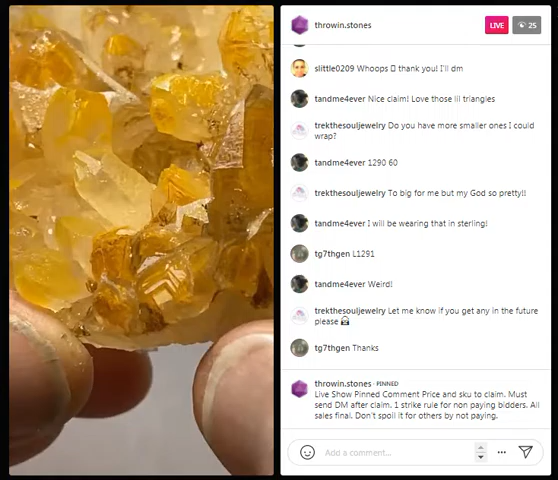 throwin.stones LIVE 25
slittle0209 Whoops thank you! I'll dm
tandme4ever Nice claim! Love those lil triangles
trekthesouljewelry Do you have more smaller ones I could
wrap?
tandme4ever 1290 60
trekthesouljewelry To big for me but my God so pretty!!
tandme4ever I will be wearing that in sterling!
tg7thgen L1291
tandme4ever Weird!
trekthesouljewelry Let me know if you get any in the future
please
tg7thgen Thanks
throwin.stones · PINNED
Live Show Pinned Comment Price and sku to claim. Must
send DM after claim. 1 strike rule for non paying bidders. All
sales final. Don't spoil it for others by not paying.
Add a comment...